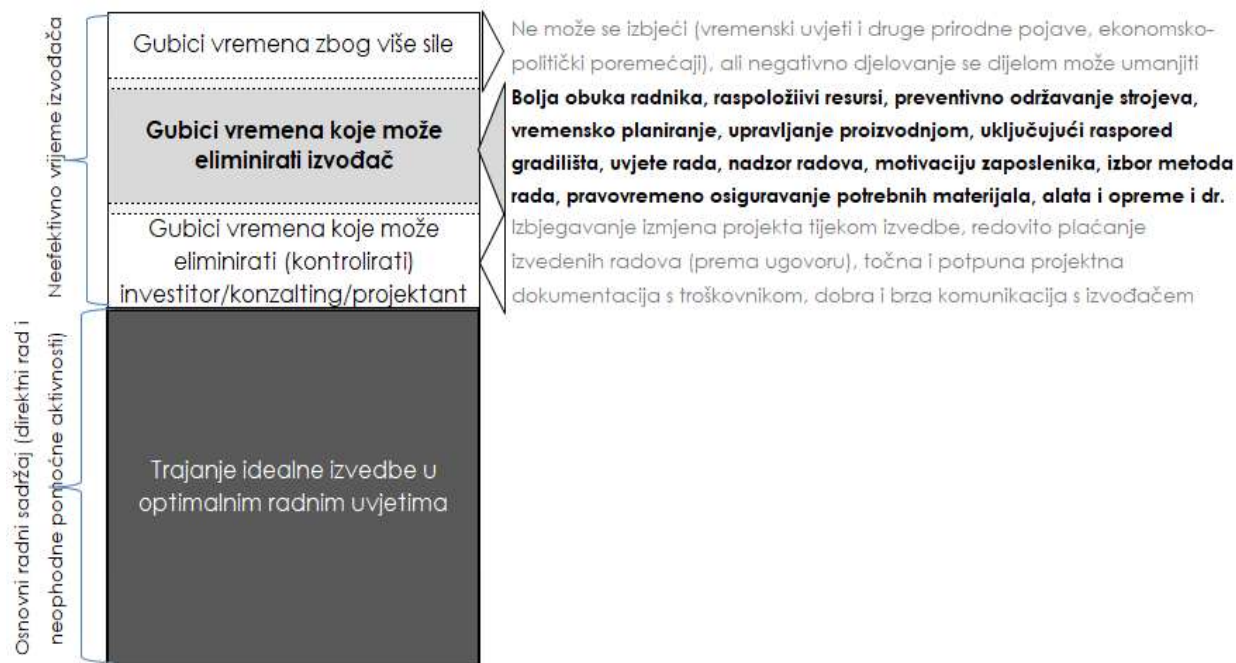 Neefektivno vrijeme izvođača
Gubici vremena zbog više sile
Ne može se izbjeći (vremenski uvjeti i druge prirodne pojave, ekonomsko-
politički poremećaji), ali negativno djelovanje se dijelom može umanjiti
Gubici vremena koje može
eliminirati izvođač
Bolja obuka radnika, raspoloživi resursi, preventivno održavanje strojeva,
vremensko planiranje, upravljanje proizvodnjom, uključujući raspored
gradilišta, uvjete rada, nadzor radova, motivaciju zaposlenika, izbor metoda
rada, pravovremeno osiguravanje potrebnih materijala, alata i opreme i dr.
Gubici vremena koje može
eliminirati (kontrolirati)
investitor/konzalting/projektant
Izbjegavanje izmjena projekta tijekom izvedbe, redovito plaćanje
izvedenih radova (prema ugovoru), točna i potpuna projektna
dokumentacija s troškovnikom, dobra i brza komunikacija s izvođačem
Osnovni radni sadržaj (direktni rad i
neophodne pomoćne aktivnosti)
Trajanje idealne izvedbe u
optimalnim radnim uvjetima